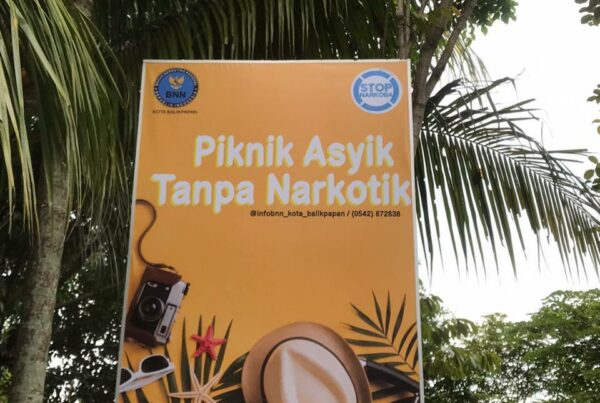 BNN
KOTA BALIKPAPAN
STOP
NARKOBA
Piknik Asyik
Tanpa Narkotik
@infobnn_kota_balikpapan / (0542) 872638